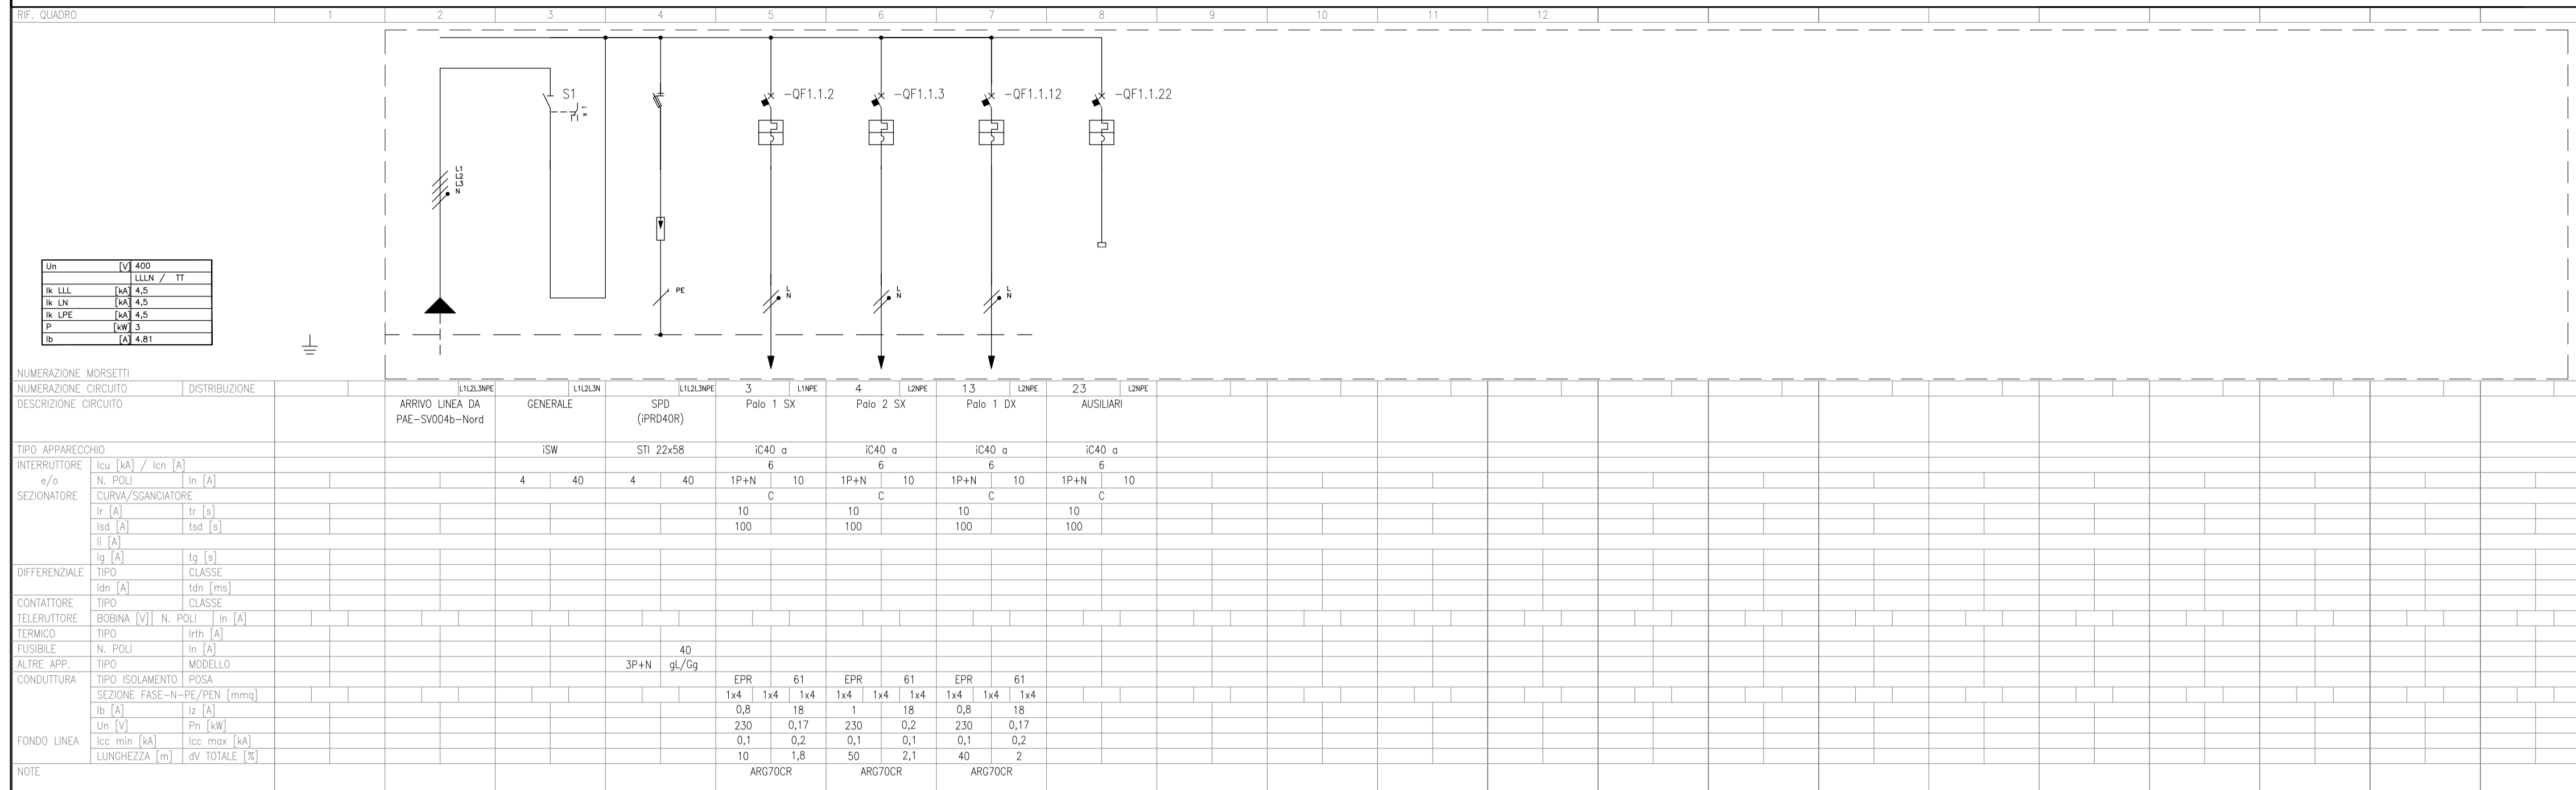 RIF. QUADRO 1 2 3 4 5 6 7 8 9 10 11 12
S1 -QF1.1.2 -QF1.1.3 -QF1.1.12 -QF1.1.22
L1
L2
L3
N
Un [V] 400
LLLN / TT
Ik LLL [kA] 4,5
Ik LN [kA] 4,5
Ik LPE [kA] 4,5
P [kW] 3
Ib [A] 4.81
PE
L
N
L
N
L
N
NUMERAZIONE MORSETTI
NUMERAZIONE CIRCUITO DISTRIBUZIONE L1L2L3NPE L1L2L3N L1L2L3NPE 3 L1NPE 4 L2NPE 13 L2NPE 23 L2NPE
DESCRIZIONE CIRCUITO ARRIVO LINEA DA GENERALE SPD Palo 1 SX Palo 2 SX Palo 1 DX AUSILIARI
PAE-SV004b-Nord (iPRD40R)
TIPO APPARECCHIO iSW STI 22x58 iC40 a iC40 a iC40 a iC40 a
INTERRUTTORE Icu [kA] / Icn [A] 6 6 6 6
e/o N. POLI In [A] 4 40 4 40 1P+N 10 1P+N 10 1P+N 10 1P+N 10
SEZIONATORE CURVA/SGANCIATORE C C C C
Ir [A] tr [s] 10 10 10 10
Isd [A] tsd [s] 100 100 100 100
Ii [A]
Ig [A] tg [s]
DIFFERENZIALE TIPO CLASSE
Idn [A] tdn [ms]
CONTATTORE TIPO CLASSE
TELERUTTORE BOBINA [V] N. POLI In [A]
TERMICO TIPO Irth [A]
FUSIBILE N. POLI In [A] 40
ALTRE APP. TIPO MODELLO 3P+N gL/Gg
CONDUTTURA TIPO ISOLAMENTO POSA EPR 61 EPR 61 EPR 61
SEZIONE FASE-N-PE/PEN [mmq] 1x4 1x4 1x4 1x4 1x4 1x4 1x4 1x4 1x4
Ib [A] Iz [A] 0,8 18 1 18 0,8 18
Un [V] Pn [kW] 230 0,17 230 0,2 230 0,17
FONDO LINEA Icc min [kA] Icc max [kA] 0,1 0,2 0,1 0,1 0,1 0,2
LUNGHEZZA [m] dV TOTALE [%] 10 1,8 50 2,1 40 2
NOTE ARG7OCR ARG7OCR ARG7OCR